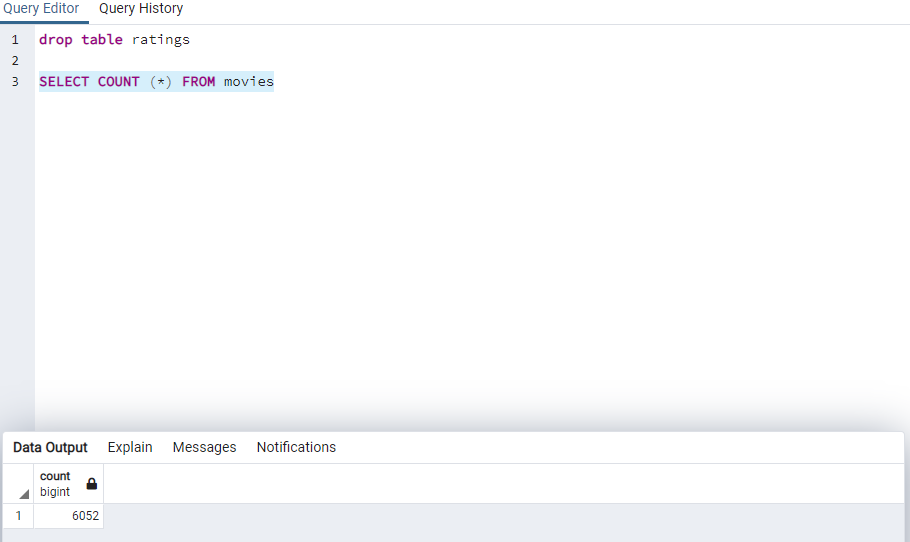 Query Editor Query History
1 drop table ratings
2
3 SELECT COUNT (*) FROM movies
Data Output Explain Messages Notifications
count
bigint
1 6052